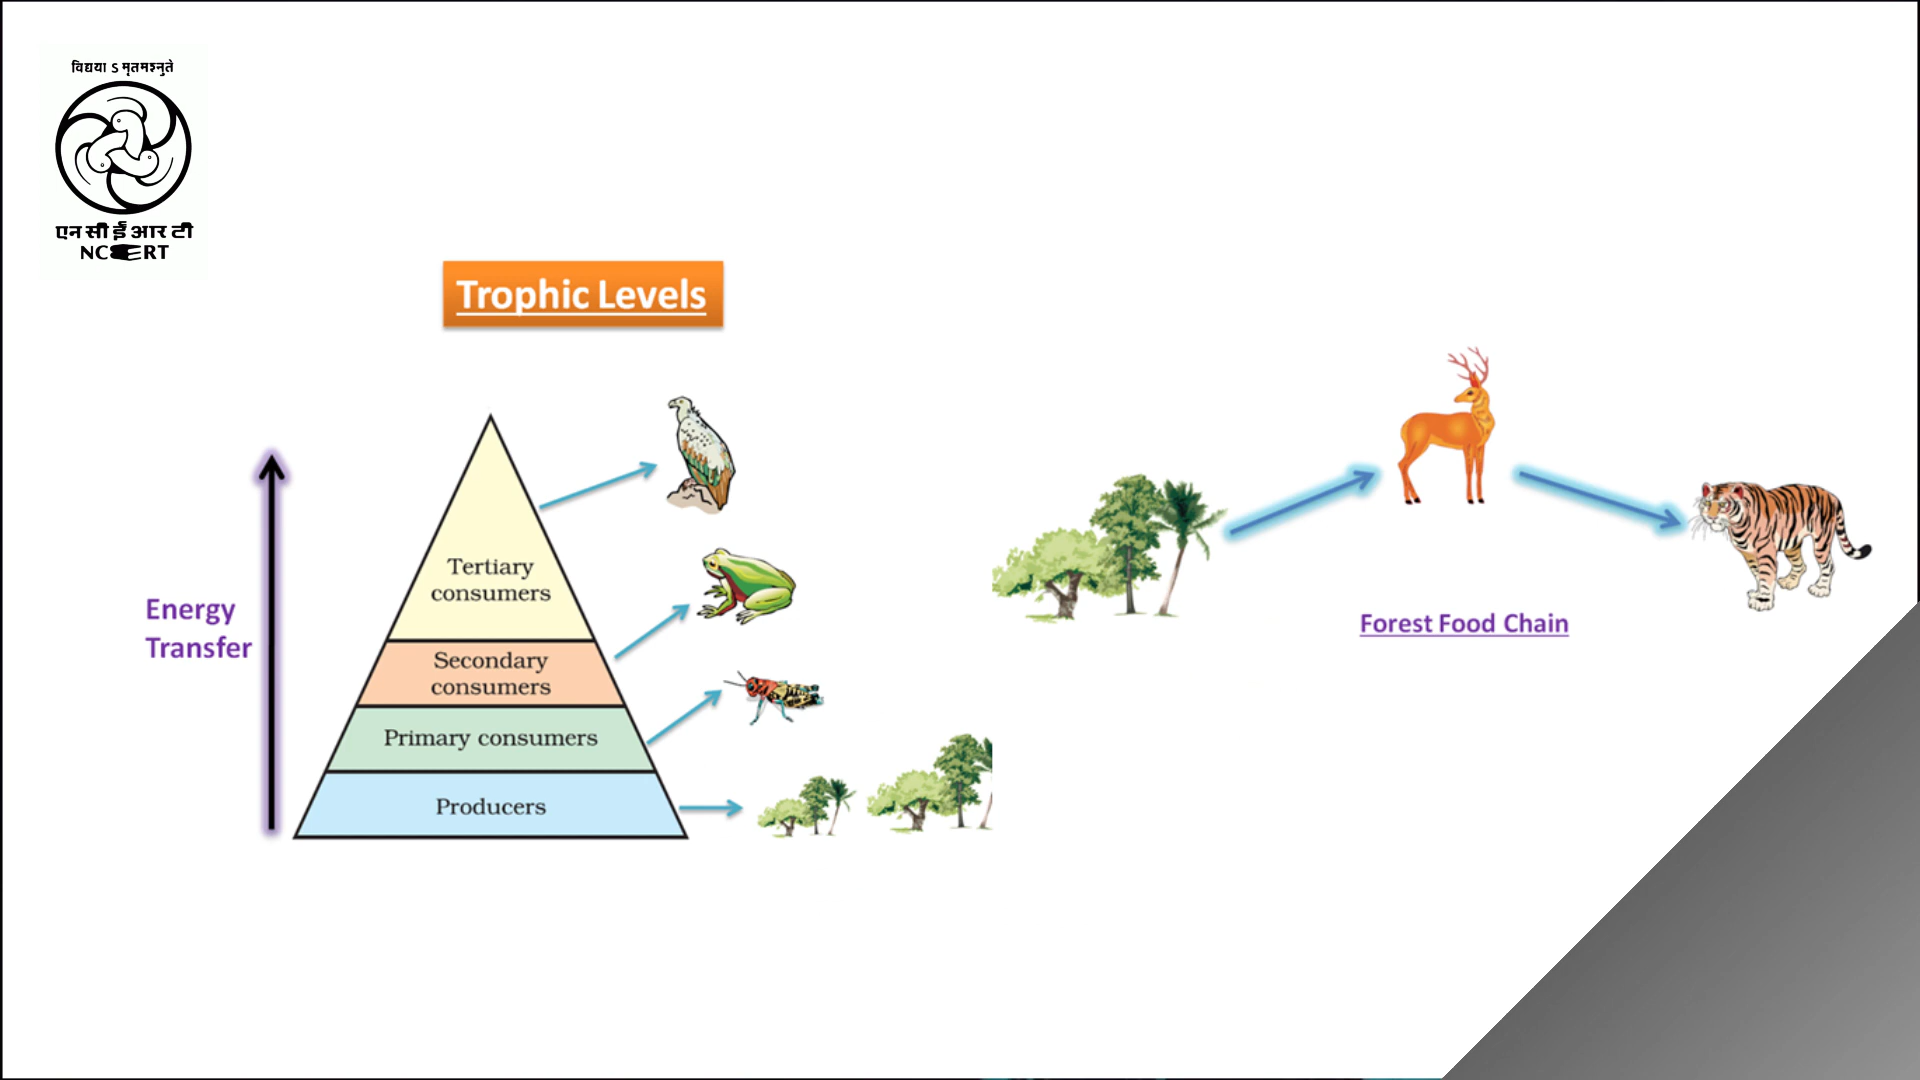 विद्यया ऽ मृतमश्नुते
एन सी ई आर टी
NCERT
Trophic Levels
Tertiary
consumers
Secondary
consumers
Primary consumers
Producers
Energy
Transfer
Forest Food Chain